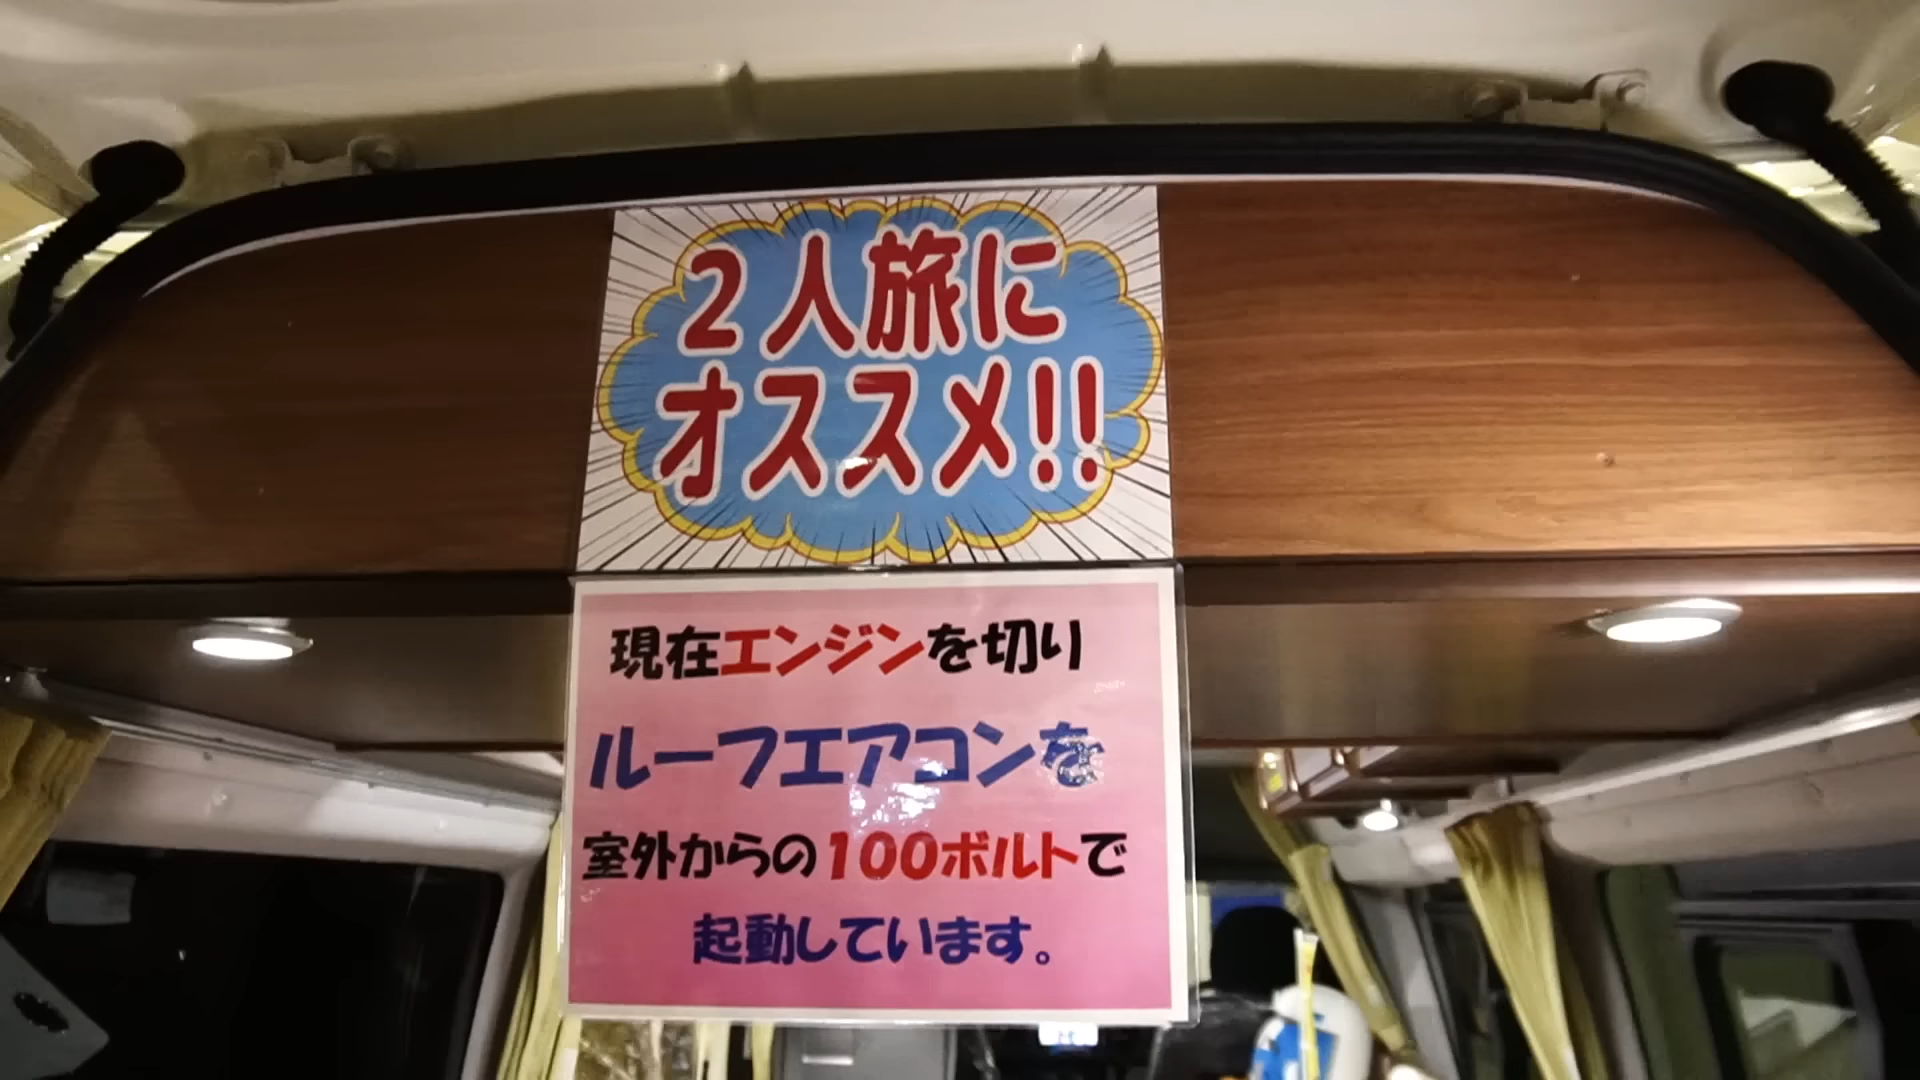 2人旅に
オススメ!!
現在エンジンを切り
ルーフエアコンを
室外からの100ボルトで
起動しています。